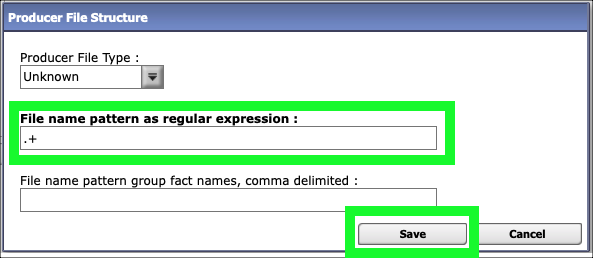 Producer File Structure
Producer File Type :
Unknown
File name pattern as regular expression :
.+
File name pattern group fact names, comma delimited :
Save Cancel